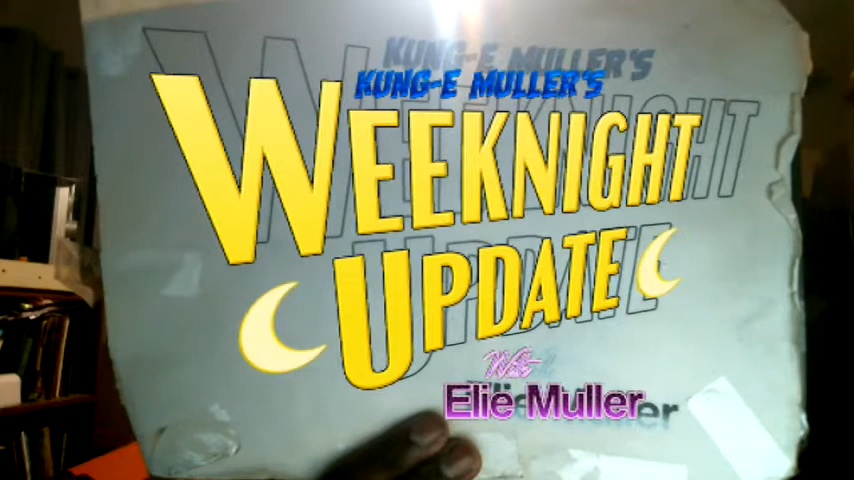 KUNG-E MULLER'S
WEEKNIGHT
UPDATE
With
Elie Muller